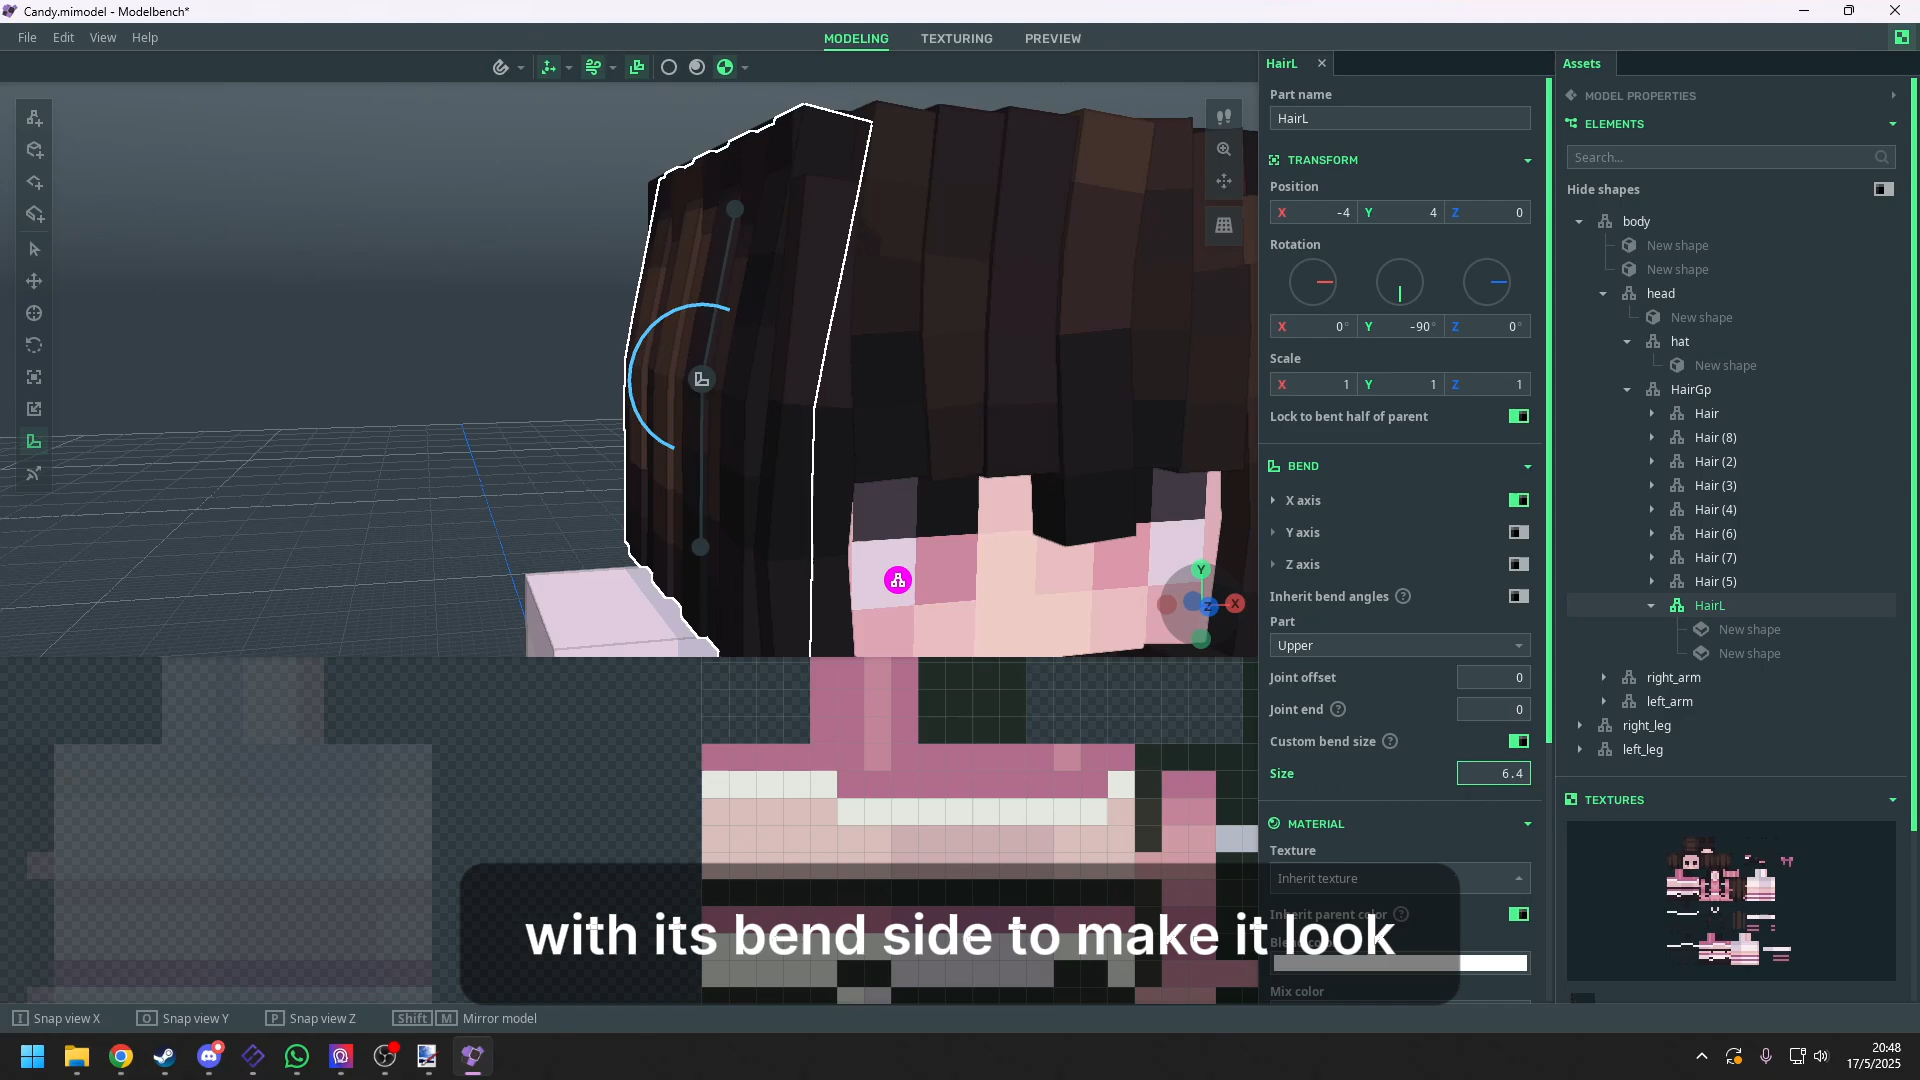 Candy.mimodel - Modelbench*
File Edit View Help
MODELING TEXTURING PREVIEW
HairL
Part name
HairL
TRANSFORM
Position
X -4 Y 4 Z 0
Rotation
X 0° Y -90° Z 0°
Scale
X 1 Y 1 Z 1
Lock to bent half of parent
BEND
X axis
Y axis
Z axis
Inherit bend angles ?
Part
Upper
Joint offset 0
Joint end ? 0
Custom bend size ?
Size 6.4
MATERIAL
Texture
Inherit texture
Inherit parent color ?
Mix color
Assets
MODEL PROPERTIES
ELEMENTS
Search...
Hide shapes
body
New shape
New shape
head
New shape
hat
New shape
HairGp
Hair
Hair (8)
Hair (2)
Hair (3)
Hair (4)
Hair (6)
Hair (7)
Hair (5)
HairL
New shape
New shape
right_arm
left_arm
right_leg
left_leg
TEXTURES
Y
Z X
with its bend side to make it look
I Snap view X O Snap view Y P Snap view Z Shift M Mirror model
20:48
17/5/2025